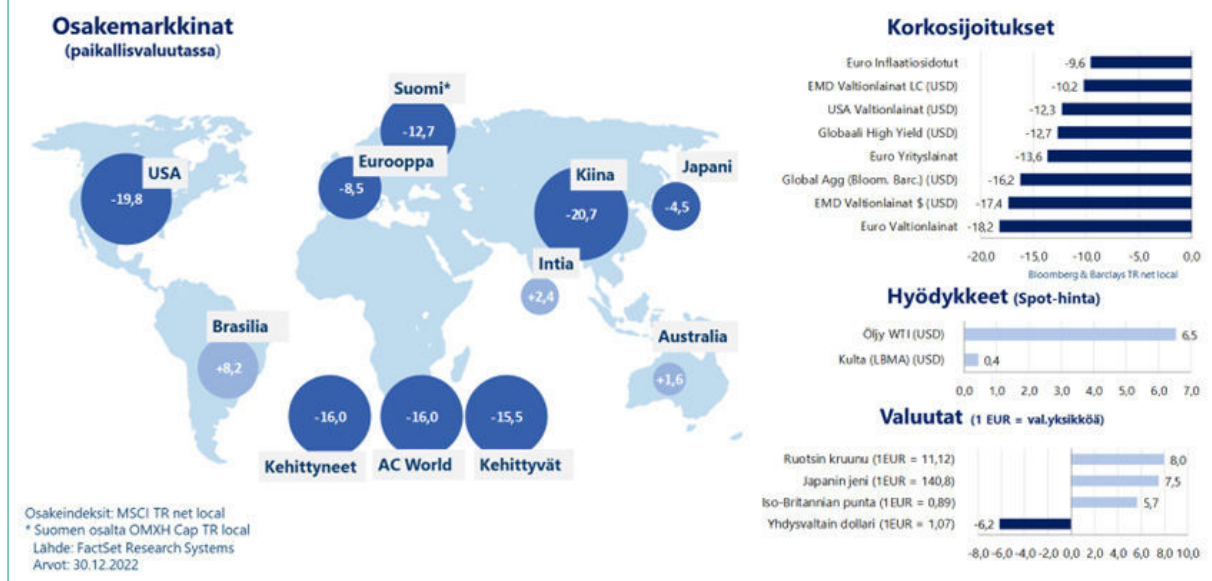 Osakemarkkinat
(paikallisvaluutassa)
Suomi*
-12,7
USA
-19,8
Eurooppa
-8,5
Kiina
-20,7
Japani
-4,5
Intia
+2,4
Brasilia
+8,2
Australia
+1,6
-16,0
-16,0
-15,5
Kehittyneet
AC World
Kehittyvät
Osakeindeksit: MSCI TR net local
* Suomen osalta OMXH Cap TR local
Lähde: FactSet Research Systems
Arvot: 30.12.2022
Korkosijoitukset
Euro Inflaatiosidotut -9,6
EMD Valtionlainat LC (USD) -10,2
USA Valtionlainat (USD) -12,3
Globaali High Yield (USD) -12,7
Euro Yrityslainat -13,6
Global Agg (Bloom. Barc.) (USD) -16,2
EMD Valtionlainat $ (USD) -17,4
Euro Valtionlainat -18,2
-20,0 -15,0 -10,0 -5,0 0,0
Bloomberg & Barclays TR net local
Hyödykkeet (Spot-hinta)
Öljy WTI (USD) 6,5
Kulta (LBMA) (USD) 0,4
0,0 1,0 2,0 3,0 4,0 5,0 6,0 7,0
Valuutat (1 EUR = val.yksikköä)
Ruotsin kruunu (1EUR = 11,12) 8,0
Japanin jeni (1EUR = 140,8) 7,5
Iso-Britannian punta (1EUR = 0,89) 5,7
Yhdysvaltain dollari (1EUR = 1,07) -6,2
-8,0 -6,0 -4,0 -2,0 0,0 2,0 4,0 6,0 8,0 10,0